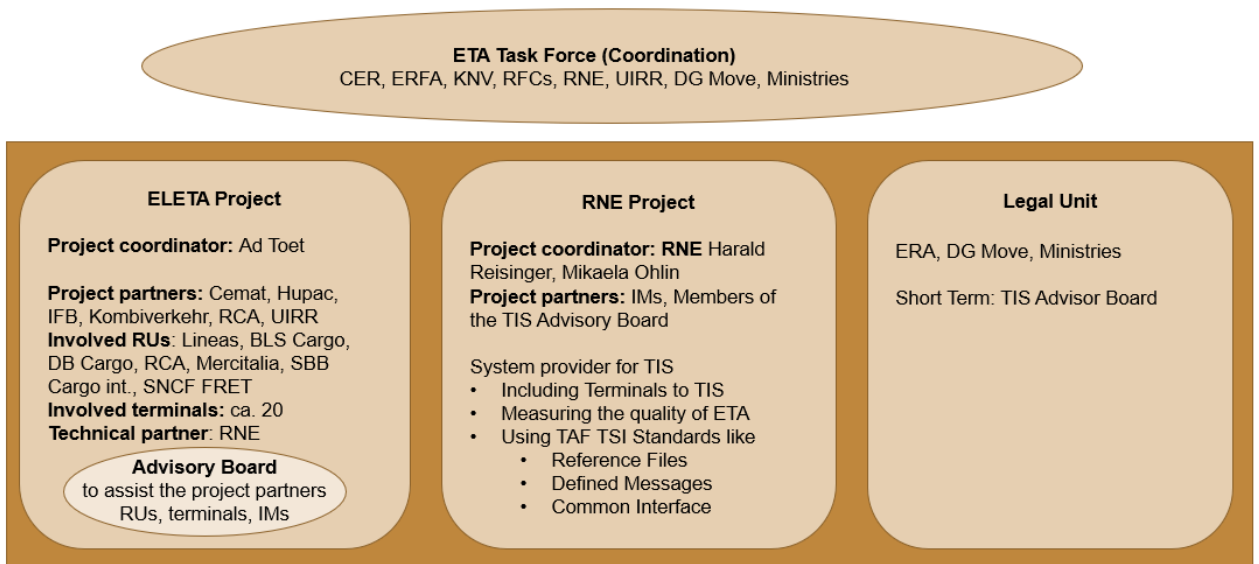 ETA Task Force (Coordination)
CER, ERFA, KNV, RFCs, RNE, UIRR, DG Move, Ministries
ELETA Project
Project coordinator: Ad Toet
Project partners: Cemat, Hupac,
IFB, Kombiverkehr, RCA, UIRR
Involved RUs: Lineas, BLS Cargo,
DB Cargo, RCA, Mercitalia, SBB
Cargo int., SNCF FRET
Involved terminals: ca. 20
Technical partner: RNE
Advisory Board
to assist the project partners
RUs, terminals, IMs
RNE Project
Project coordinator: RNE Harald
Reisinger, Mikaela Ohlin
Project partners: IMs, Members of
the TIS Advisory Board
System provider for TIS
• Including Terminals to TIS
• Measuring the quality of ETA
• Using TAF TSI Standards like
• Reference Files
• Defined Messages
• Common Interface
Legal Unit
ERA, DG Move, Ministries
Short Term: TIS Advisor Board